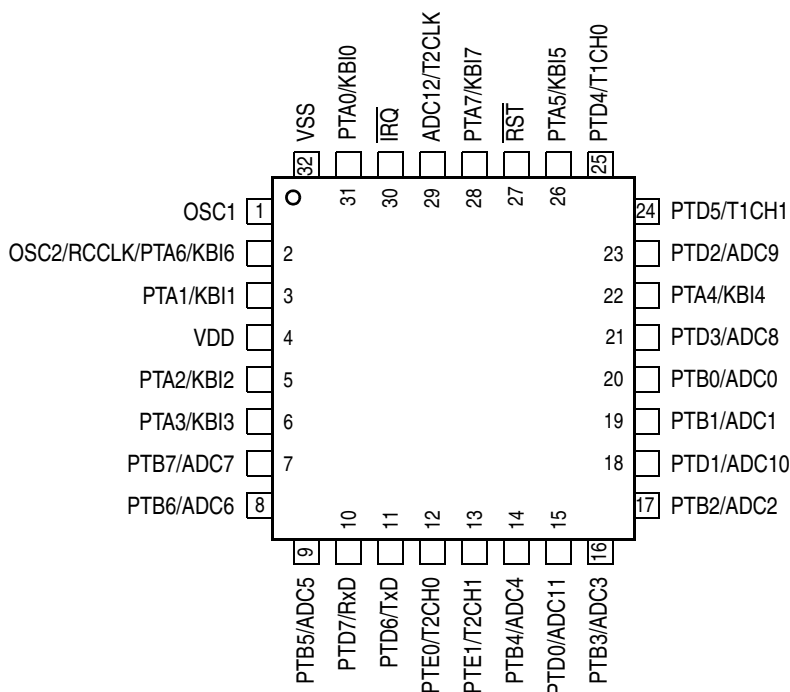 VSS
PTA0/KBI0
IRQ
ADC12/T2CLK
PTA7/KBI7
RST
PTA5/KBI5
PTD4/T1CH0
32
31
30
29
28
27
26
25
OSC1 1
OSC2/RCCLK/PTA6/KBI6 2
PTA1/KBI1 3
VDD 4
PTA2/KBI2 5
PTA3/KBI3 6
PTB7/ADC7 7
PTB6/ADC6 8
24 PTD5/T1CH1
23 PTD2/ADC9
22 PTA4/KBI4
21 PTD3/ADC8
20 PTB0/ADC0
19 PTB1/ADC1
18 PTD1/ADC10
17 PTB2/ADC2
9
10
11
12
13
14
15
16
PTB5/ADC5
PTD7/RxD
PTD6/TxD
PTE0/T2CH0
PTE1/T2CH1
PTB4/ADC4
PTD0/ADC11
PTB3/ADC3